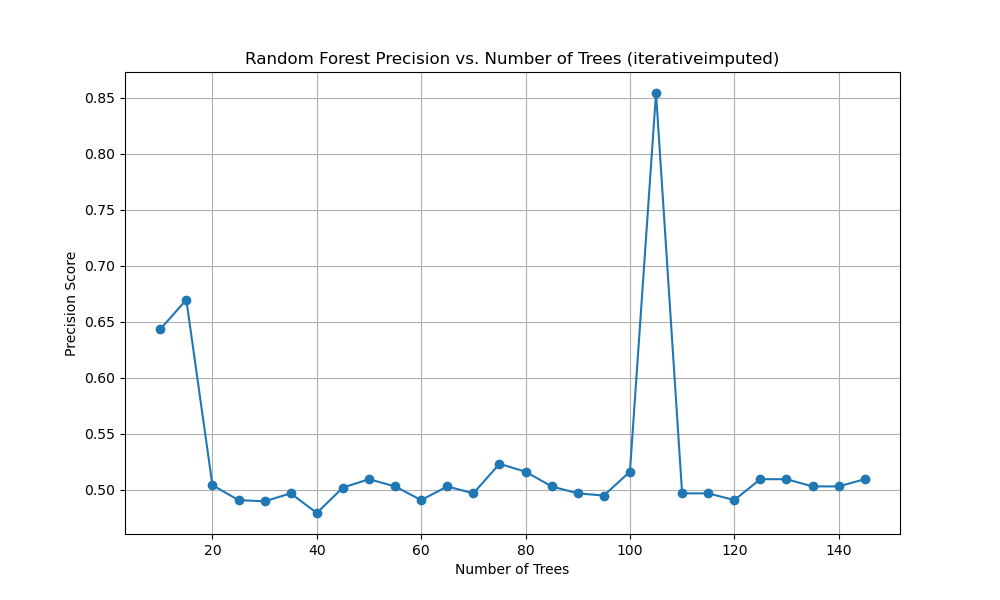 Random Forest Precision vs. Number of Trees (iterativeimputed)
0.85
0.80
0.75
0.70
0.65
0.60
0.55
0.50
Precision Score
20 40 60 80 100 120 140
Number of Trees